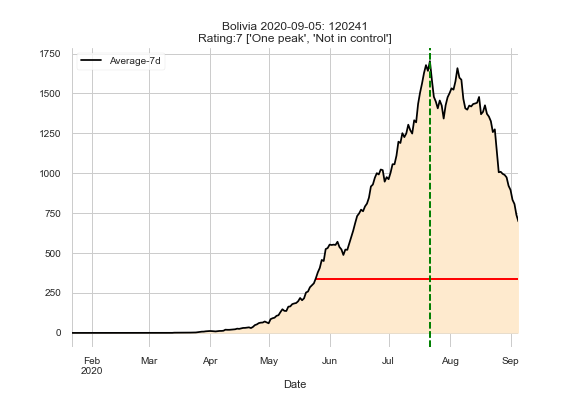 Bolivia 2020-09-05: 120241
Rating:7 ['One peak', 'Not in control']
Average-7d
1750
1500
1250
1000
750
500
250
0
Feb Mar Apr May Jun Jul Aug Sep
2020
Date